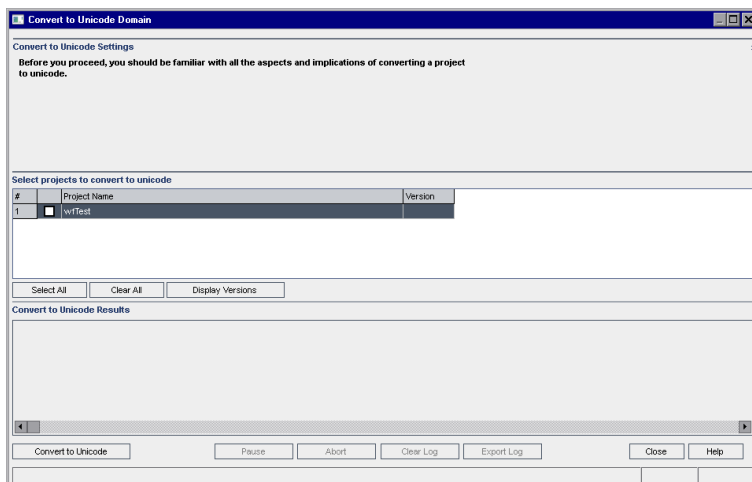 Convert to Unicode Domain
Convert to Unicode Settings
Before you proceed, you should be familiar with all the aspects and implications of converting a project
to unicode.
Select projects to convert to unicode
# Project Name Version
1 wfTest
Select All Clear All Display Versions
Convert to Unicode Results
Convert to Unicode Pause Abort Clear Log Export Log Close Help